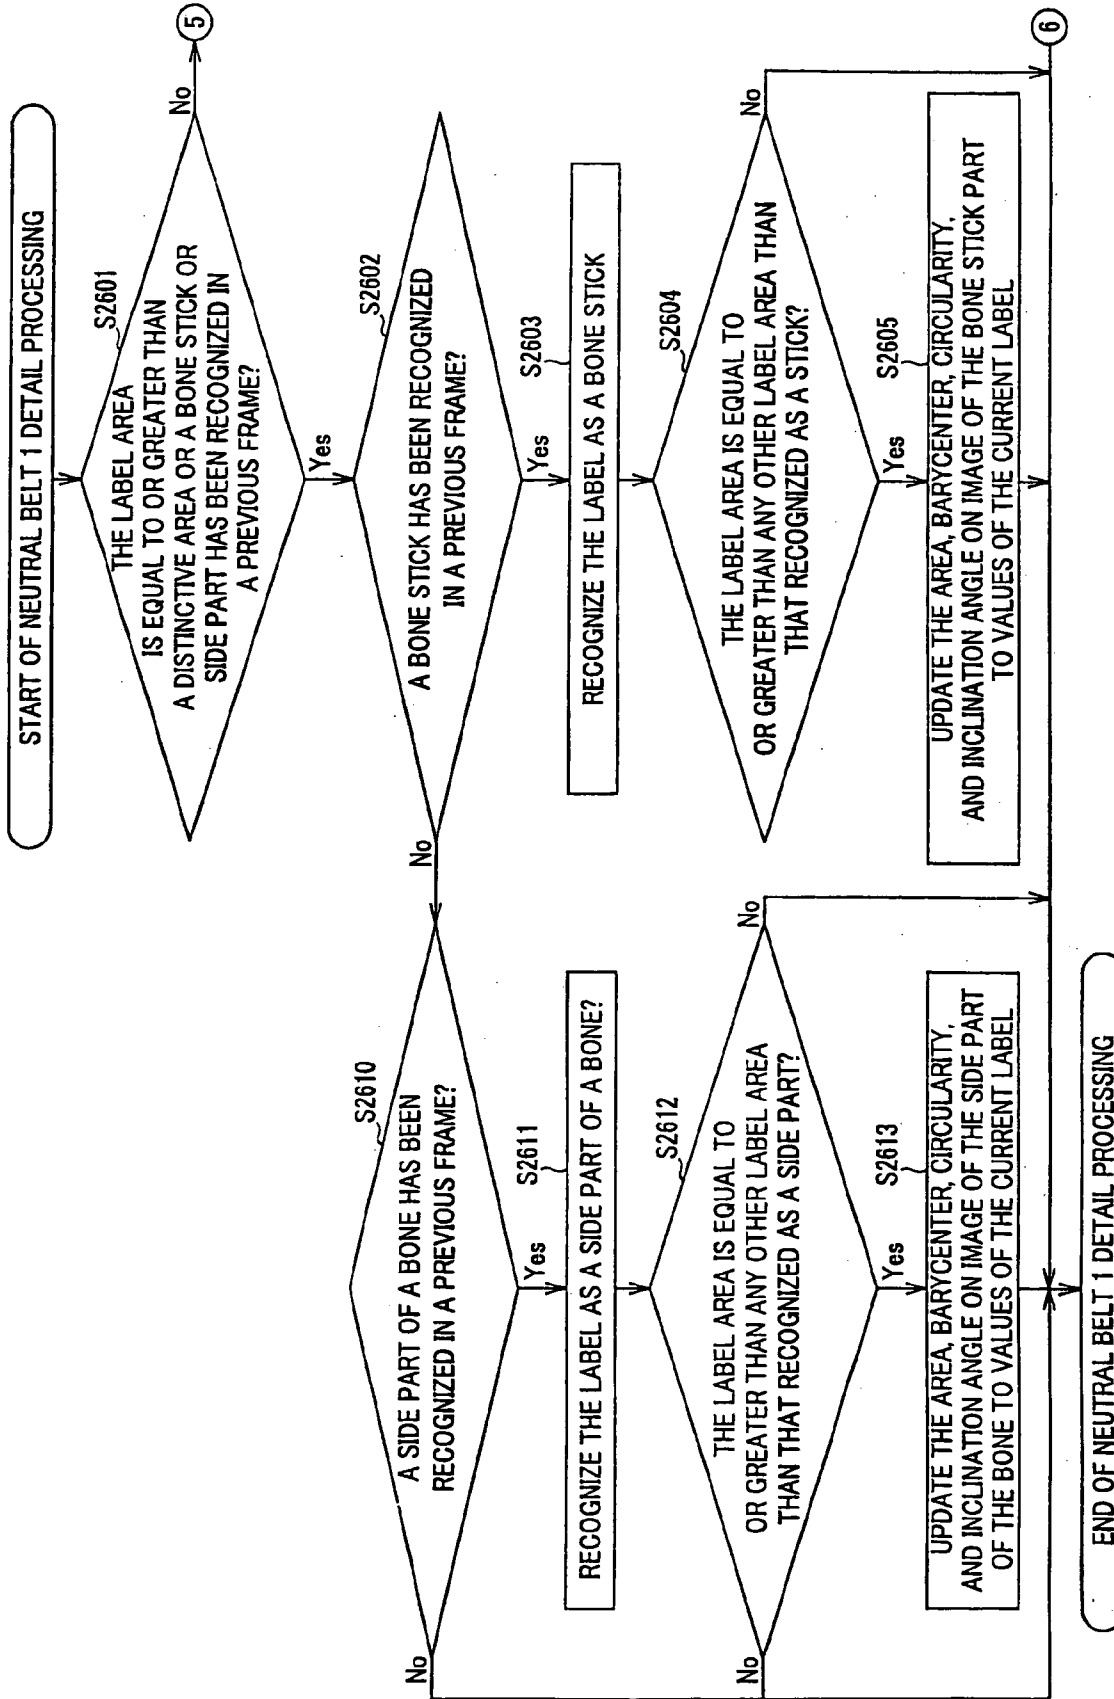 START OF NEUTRAL BELT 1 DETAIL PROCESSING
S2601
THE LABEL AREA
IS EQUAL TO OR GREATER THAN
A DISTINCTIVE AREA OR A BONE STICK OR
SIDE PART HAS BEEN RECOGNIZED IN
A PREVIOUS FRAME?
No
5
Yes
S2602
A BONE STICK HAS BEEN RECOGNIZED
IN A PREVIOUS FRAME?
No
Yes
S2603
RECOGNIZE THE LABEL AS A BONE STICK
S2604
THE LABEL AREA IS EQUAL TO
OR GREATER THAN ANY OTHER LABEL AREA THAN
THAT RECOGNIZED AS A STICK?
No
Yes
S2605
UPDATE THE AREA, BARYCENTER, CIRCULARITY,
AND INCLINATION ANGLE ON IMAGE OF THE BONE STICK PART
TO VALUES OF THE CURRENT LABEL
6
S2610
A SIDE PART OF A BONE HAS BEEN
RECOGNIZED IN A PREVIOUS FRAME?
No
Yes
S2611
RECOGNIZE THE LABEL AS A SIDE PART OF A BONE?
S2612
THE LABEL AREA IS EQUAL TO
OR GREATER THAN ANY OTHER LABEL AREA
THAN THAT RECOGNIZED AS A SIDE PART?
No
No
Yes
S2613
UPDATE THE AREA, BARYCENTER, CIRCULARITY,
AND INCLINATION ANGLE ON IMAGE OF THE SIDE PART
OF THE BONE TO VALUES OF THE CURRENT LABEL
END OF NEUTRAL BELT 1 DETAIL PROCESSING